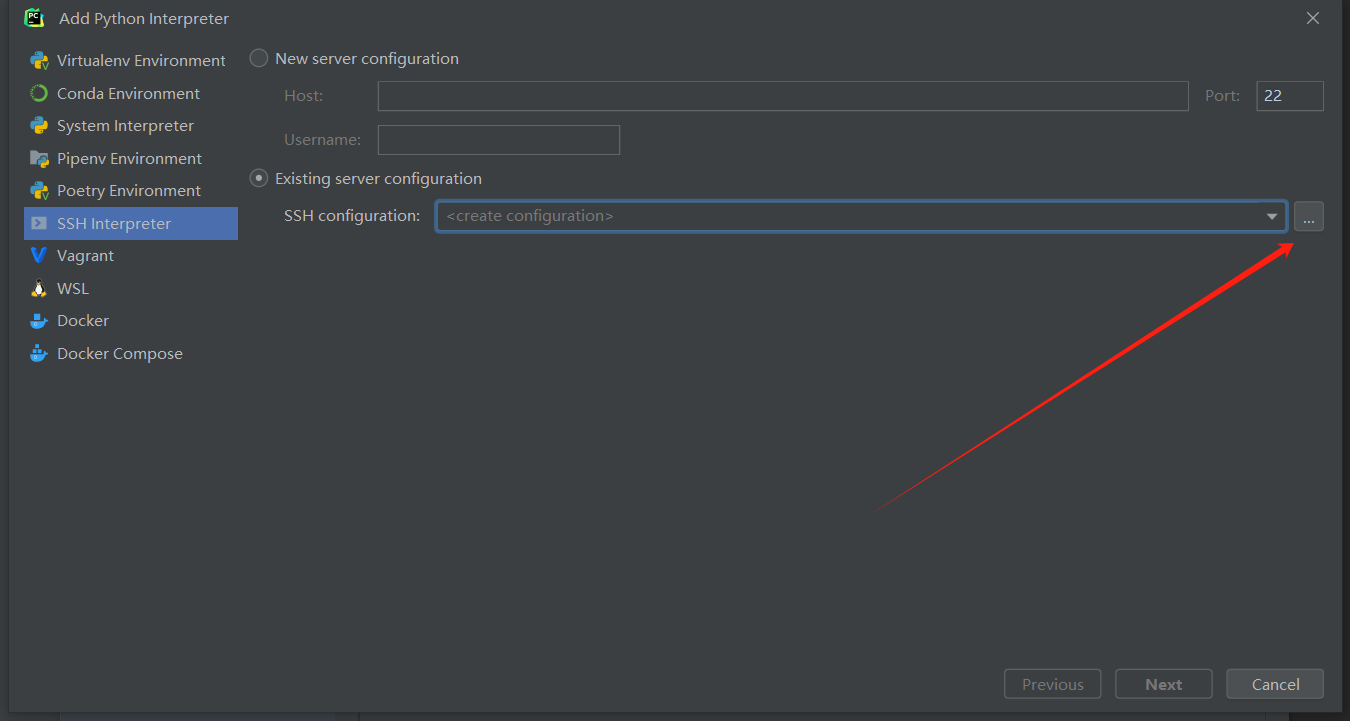 Add Python Interpreter
Virtualenv Environment
Conda Environment
System Interpreter
Pipenv Environment
Poetry Environment
SSH Interpreter
Vagrant
WSL
Docker
Docker Compose
New server configuration
Host:
Port: 22
Username:
Existing server configuration
SSH configuration: <create configuration> ...
Previous Next Cancel